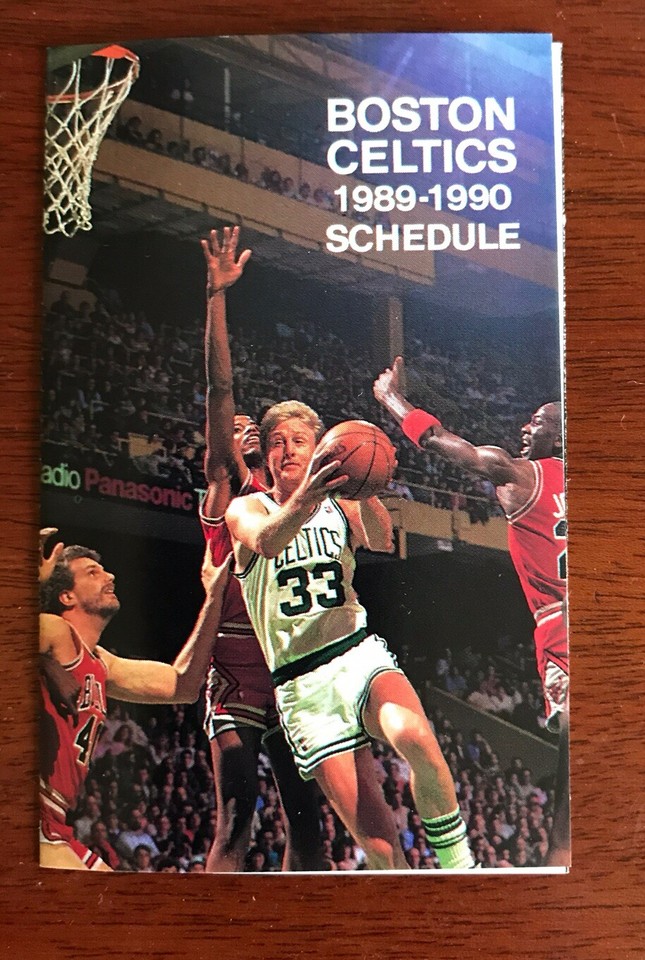 BOSTON
CELTICS
1989-1990
SCHEDULE
adio Panasonic T
CELTICS
33